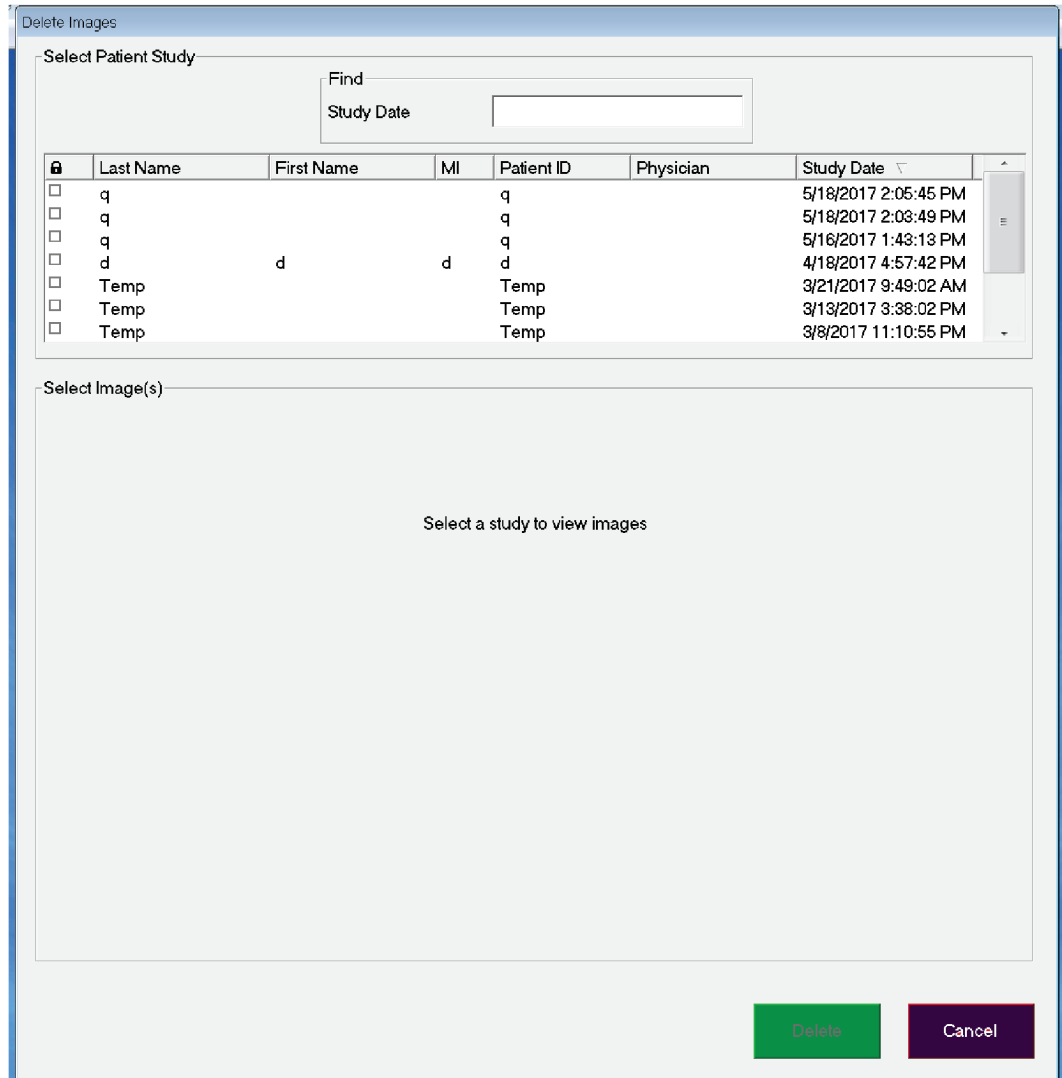 Delete Images
Select Patient Study
Find
Study Date
Last Name First Name MI Patient ID Physician Study Date
q q 5/18/2017 2:05:45 PM
q q 5/18/2017 2:03:49 PM
q q 5/16/2017 1:43:13 PM
d d d d 4/18/2017 4:57:42 PM
Temp Temp 3/21/2017 9:49:02 AM
Temp Temp 3/13/2017 3:38:02 PM
Temp Temp 3/8/2017 11:10:55 PM
Select Image(s)
Select a study to view images
Delete Cancel